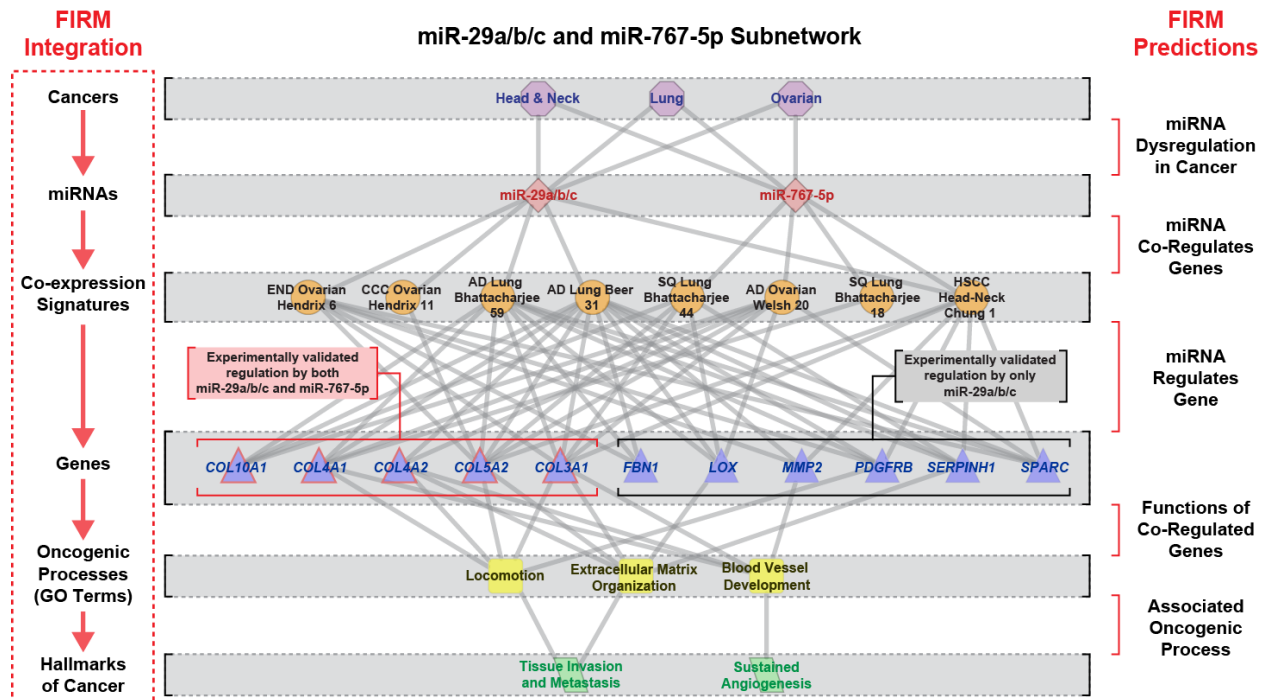 FIRM
Integration
miR-29a/b/c and miR-767-5p Subnetwork
FIRM
Predictions
Cancers
Head & Neck
Lung
Ovarian
miRNA
Dysregulation
in Cancer
miRNAs
miR-29a/b/c
miR-767-5p
miRNA
Co-Regulates
Genes
Co-expression
Signatures
END Ovarian
Hendrix 6
CCC Ovarian
Hendrix 11
AD Lung
Bhattacharjee
59
AD Lung Beer
31
SQ Lung
Bhattacharjee
44
AD Ovarian
Welsh 20
SQ Lung
Bhattacharjee
18
HSCC
Head-Neck
Chung 1
Experimentally validated
regulation by both
miR-29a/b/c and miR-767-5p
Experimentally validated
regulation by only
miR-29a/b/c
miRNA
Regulates
Gene
Genes
COL10A1
COL4A1
COL4A2
COL5A2
COL3A1
FBN1
LOX
MMP2
PDGFRB
SERPINH1
SPARC
Functions of
Co-Regulated
Genes
Oncogenic
Processes
(GO Terms)
Locomotion
Extracellular Matrix
Organization
Blood Vessel
Development
Associated
Oncogenic
Process
Hallmarks
of Cancer
Tissue Invasion
and Metastasis
Sustained
Angiogenesis